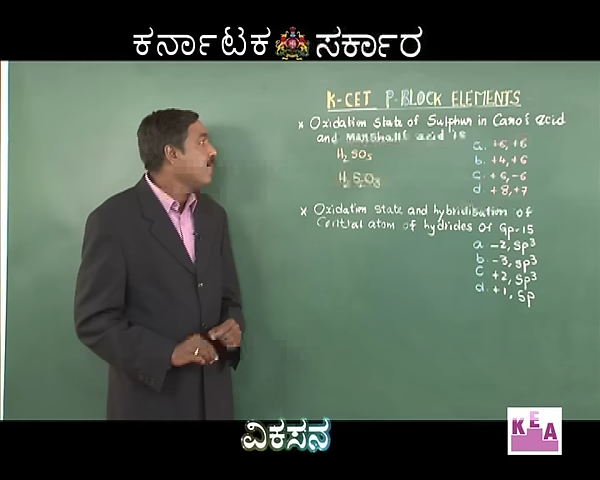 ಕರ್ನಾಟಕ ಸರ್ಕಾರ
K-CET P-BLOCK ELEMENTS
x Oxidation state of Sulphur in Caro's acid
and Marshall's acid is
H2SO5
H2S2O8
a. +6, +6
b. +4, +6
c. +6, -6
d +8, +7
x Oxidation state and hybridisation of
Central atom of hydrides of Gp-15
a -2, sp3
b. -3, sp3
c +2, sp3
d. +1, sp
ವಿಕಸನ
KEA